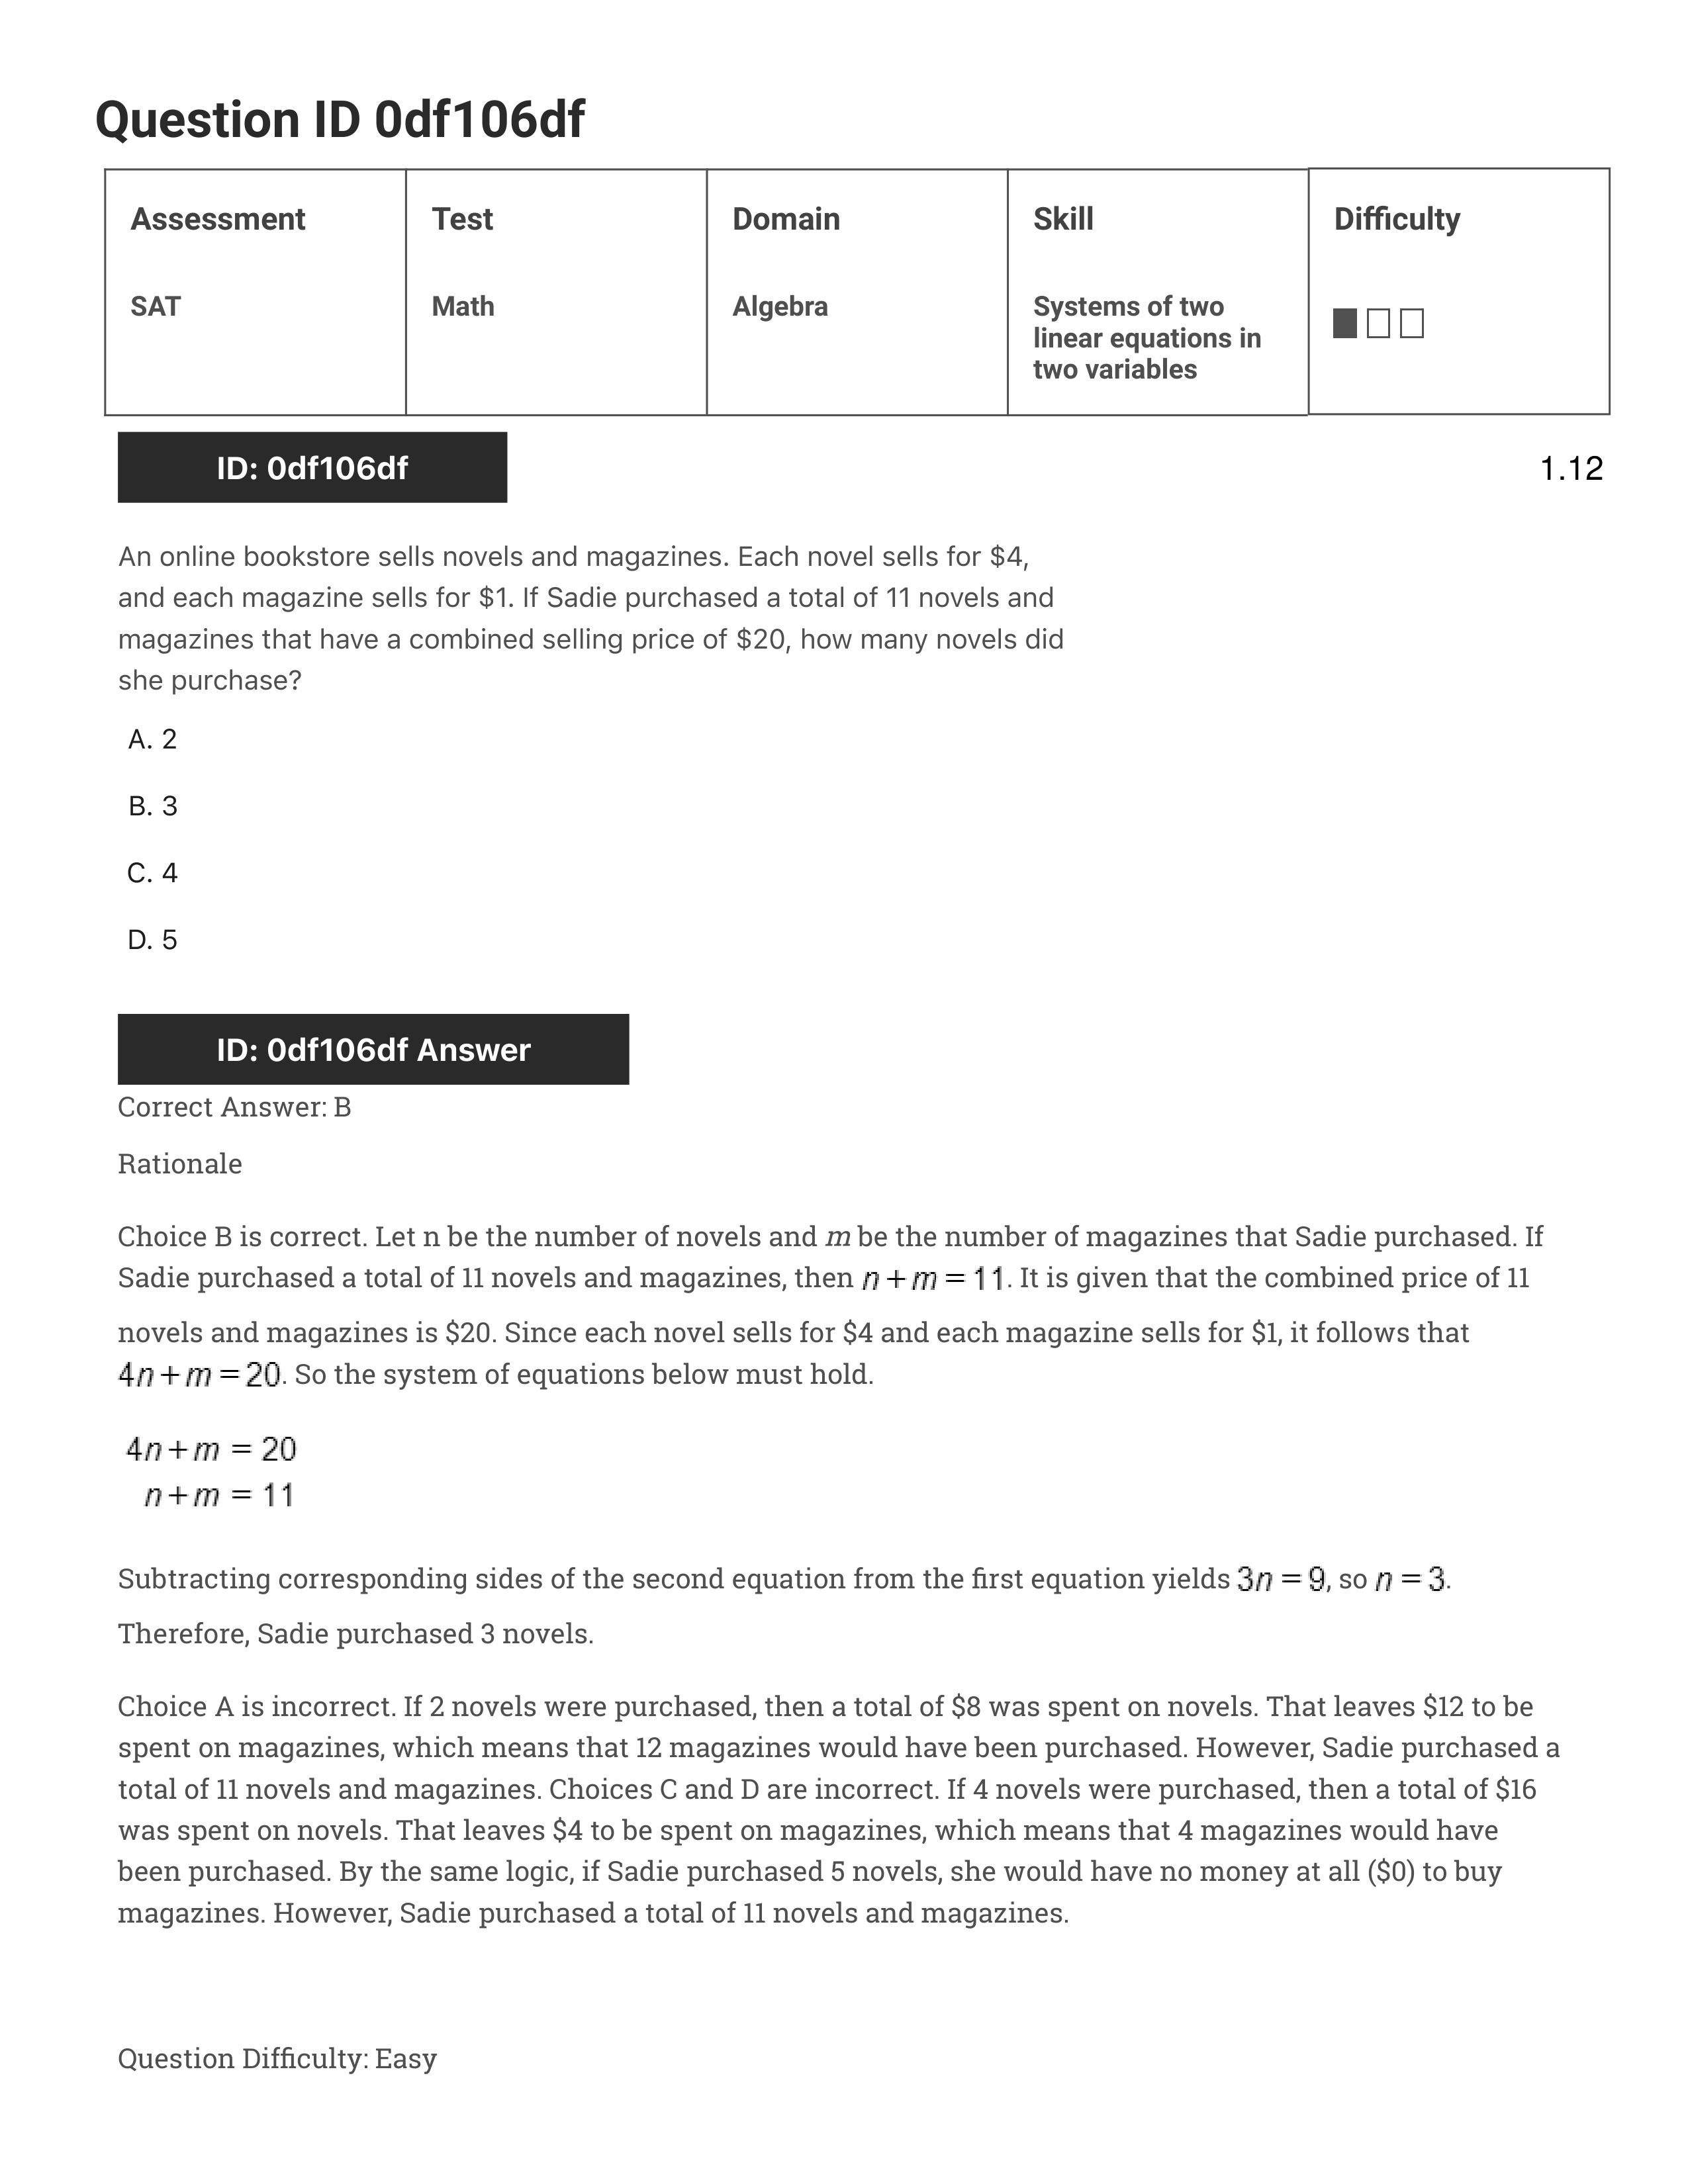 Question ID 0df106df
Assessment
Test
Domain
Skill
Difficulty
SAT
Math
Algebra
Systems of two
linear equations in
two variables
ID: 0df106df
1.12
An online bookstore sells novels and magazines. Each novel sells for $4,
and each magazine sells for $1. If Sadie purchased a total of 11 novels and
magazines that have a combined selling price of $20, how many novels did
she purchase?
A. 2
B. 3
C. 4
D. 5
ID: 0df106df Answer
Correct Answer: B
Rationale
Choice B is correct. Let n be the number of novels and m be the number of magazines that Sadie purchased. If
Sadie purchased a total of 11 novels and magazines, then n + m = 11. It is given that the combined price of 11
novels and magazines is $20. Since each novel sells for $4 and each magazine sells for $1, it follows that
4n + m = 20. So the system of equations below must hold.
4n + m = 20
n + m = 11
Subtracting corresponding sides of the second equation from the first equation yields 3n = 9, so n = 3.
Therefore, Sadie purchased 3 novels.
Choice A is incorrect. If 2 novels were purchased, then a total of $8 was spent on novels. That leaves $12 to be
spent on magazines, which means that 12 magazines would have been purchased. However, Sadie purchased a
total of 11 novels and magazines. Choices C and D are incorrect. If 4 novels were purchased, then a total of $16
was spent on novels. That leaves $4 to be spent on magazines, which means that 4 magazines would have
been purchased. By the same logic, if Sadie purchased 5 novels, she would have no money at all ($0) to buy
magazines. However, Sadie purchased a total of 11 novels and magazines.
Question Difficulty: Easy